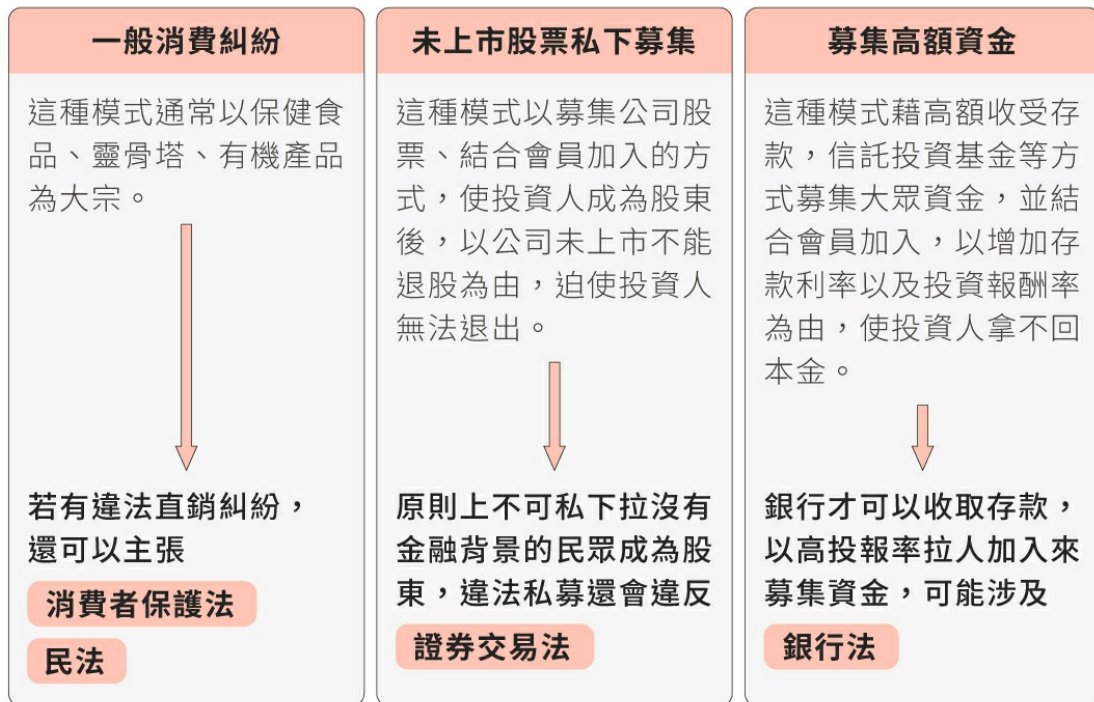 一般消費糾紛
這種模式通常以保健食
品、靈骨塔、有機產品
為大宗。
若有違法直銷糾紛，
還可以主張
消費者保護法
民法
未上市股票私下募集
這種模式以募集公司股
票、結合會員加入的方
式，使投資人成為股東
後，以公司未上市不能
退股為由，迫使投資人
無法退出。
原則上不可私下拉沒有
金融背景的民眾成為股
東，違法私募還會違反
證券交易法
募集高額資金
這種模式藉高額收受存
款，信託投資基金等方
式募集大眾資金，並結
合會員加入，以增加存
款利率以及投資報酬率
為由，使投資人拿不回
本金。
銀行才可以收取存款，
以高投報率拉人加入來
募集資金，可能涉及
銀行法